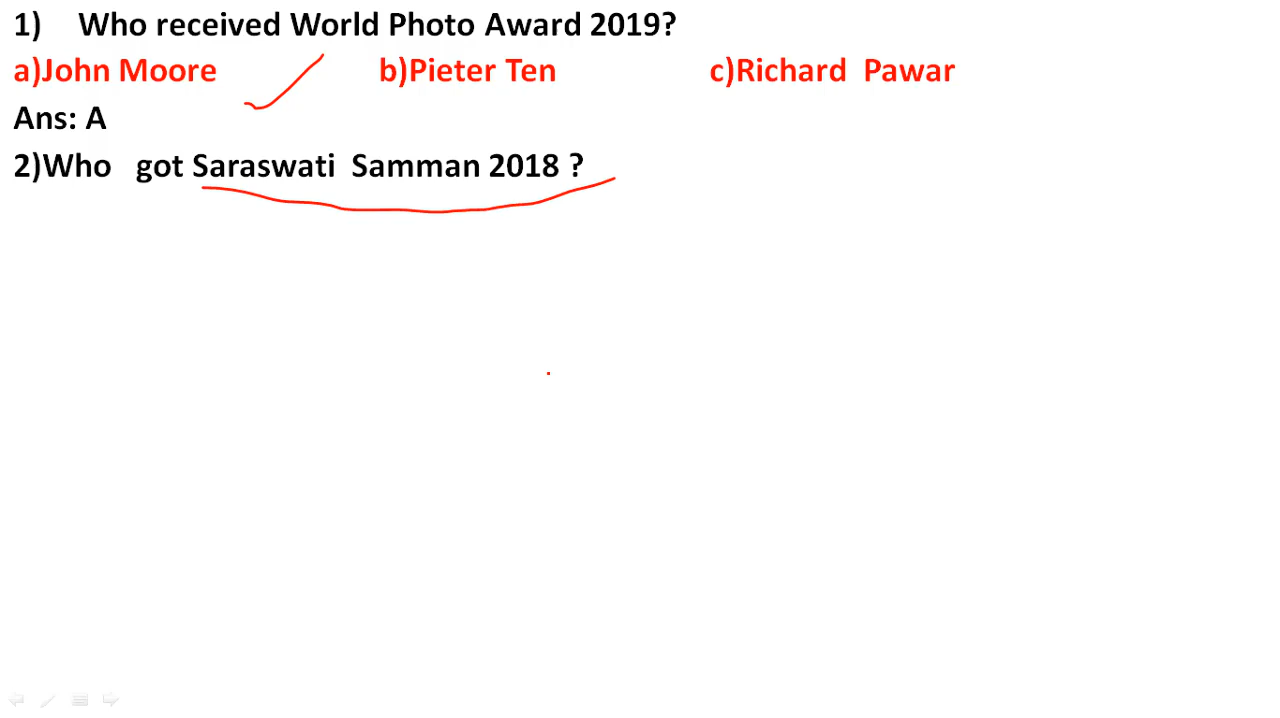 1) Who received World Photo Award 2019?
a)John Moore b)Pieter Ten c)Richard Pawar
Ans: A
2)Who got Saraswati Samman 2018 ?